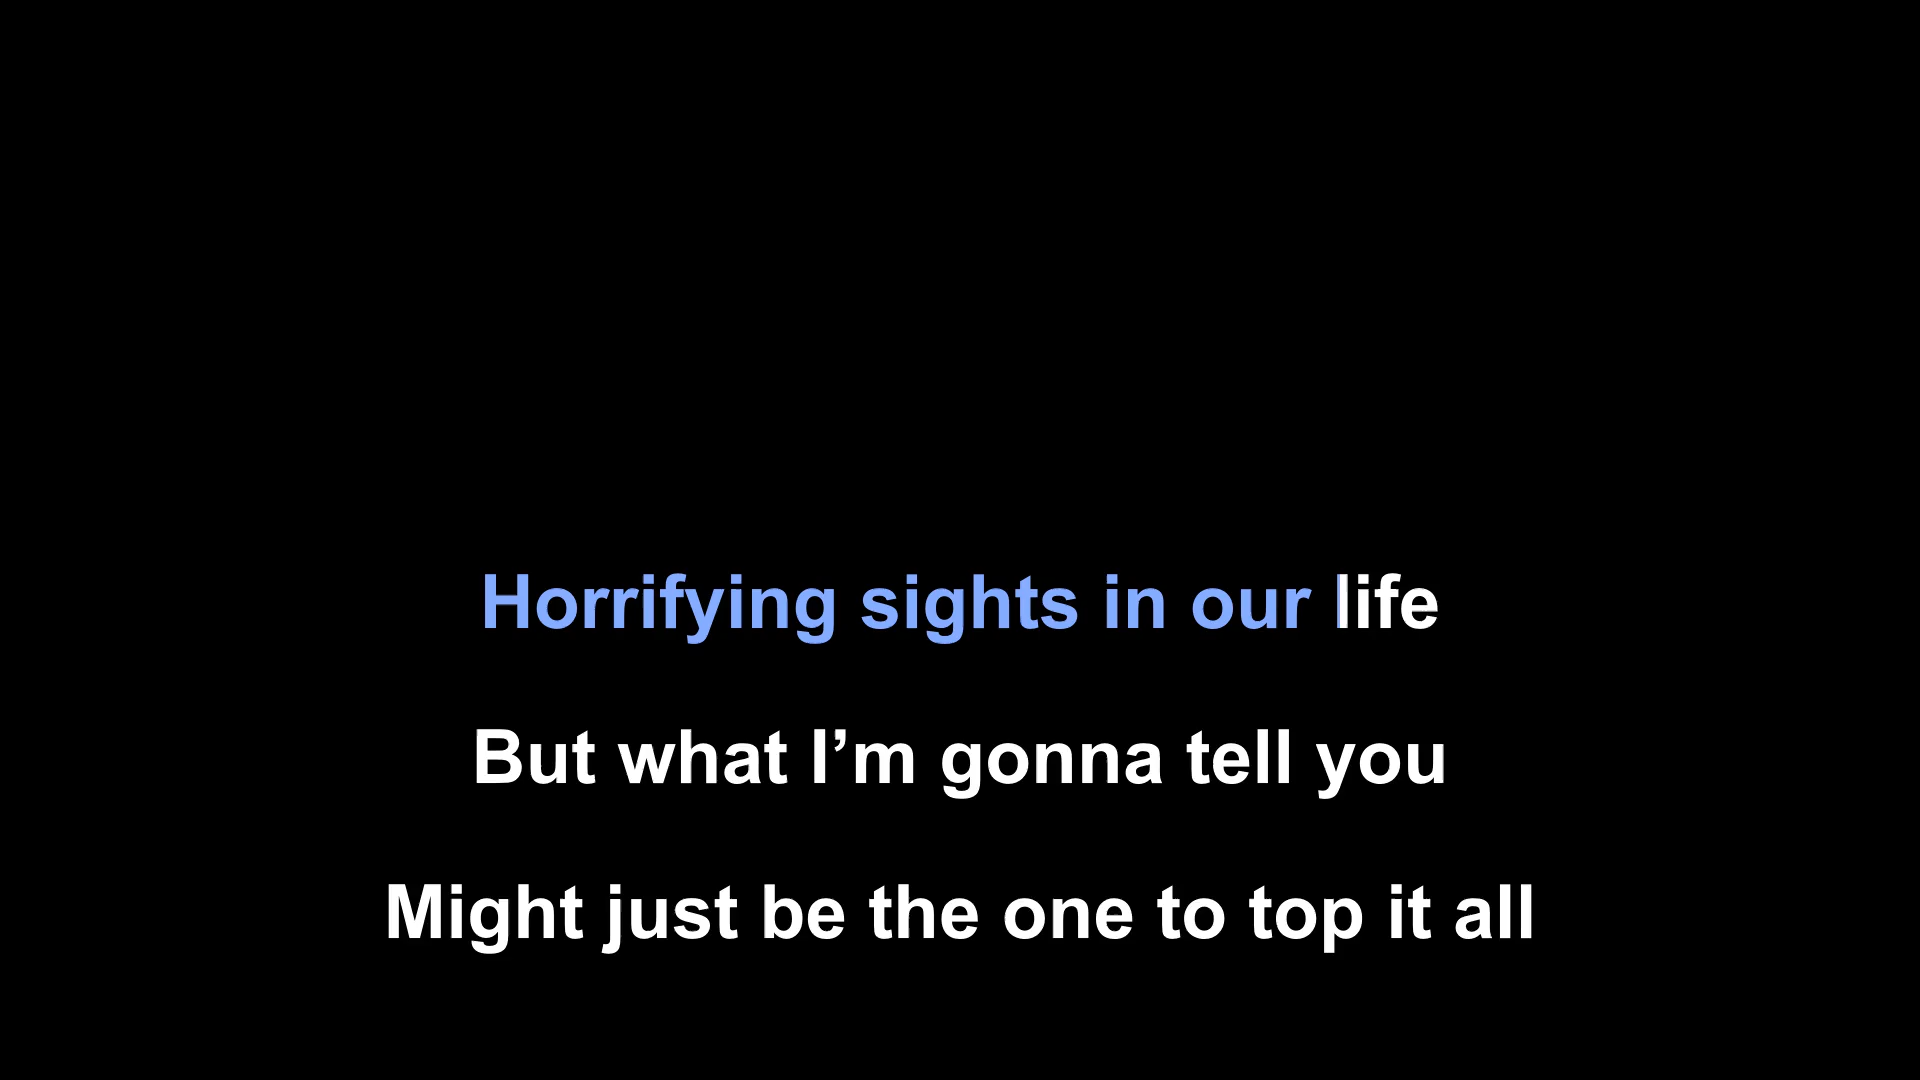 Horrifying sights in our life
But what I’m gonna tell you
Might just be the one to top it all